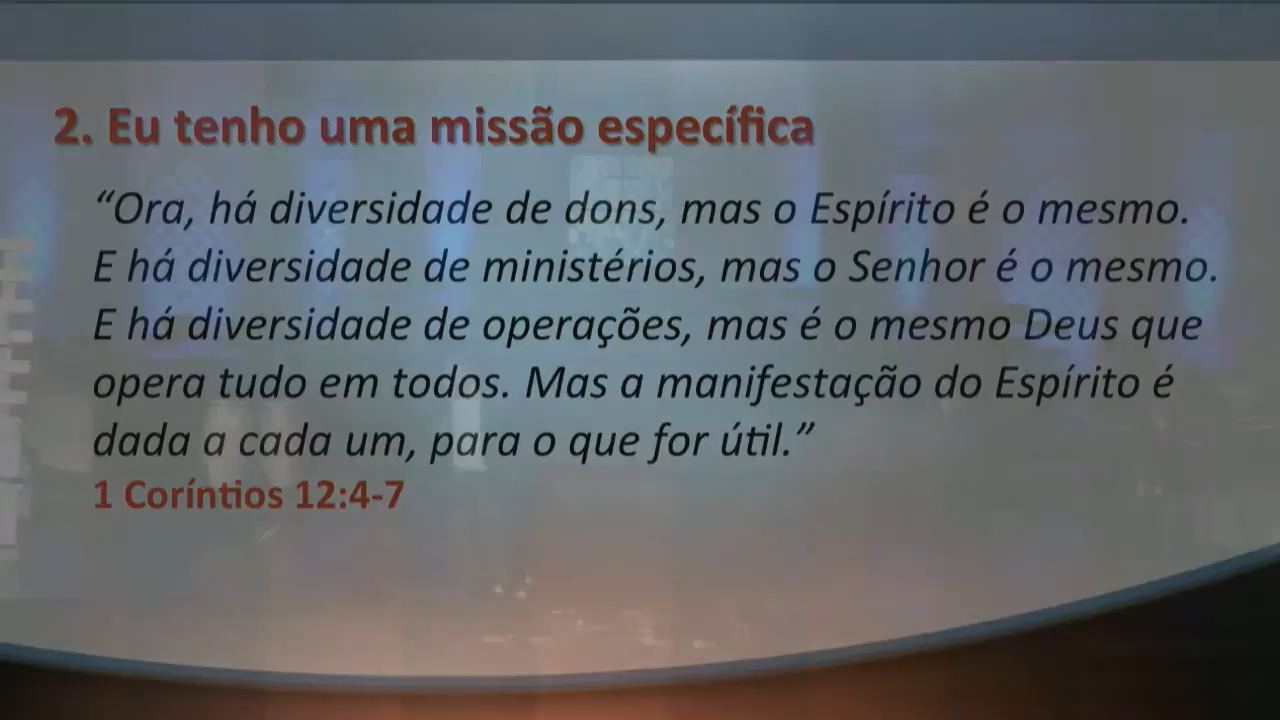 2. Eu tenho uma missão específica
“Ora, há diversidade de dons, mas o Espírito é o mesmo.
E há diversidade de ministérios, mas o Senhor é o mesmo.
E há diversidade de operações, mas é o mesmo Deus que
opera tudo em todos. Mas a manifestação do Espírito é
dada a cada um, para o que for útil.”
1 Coríntios 12:4-7